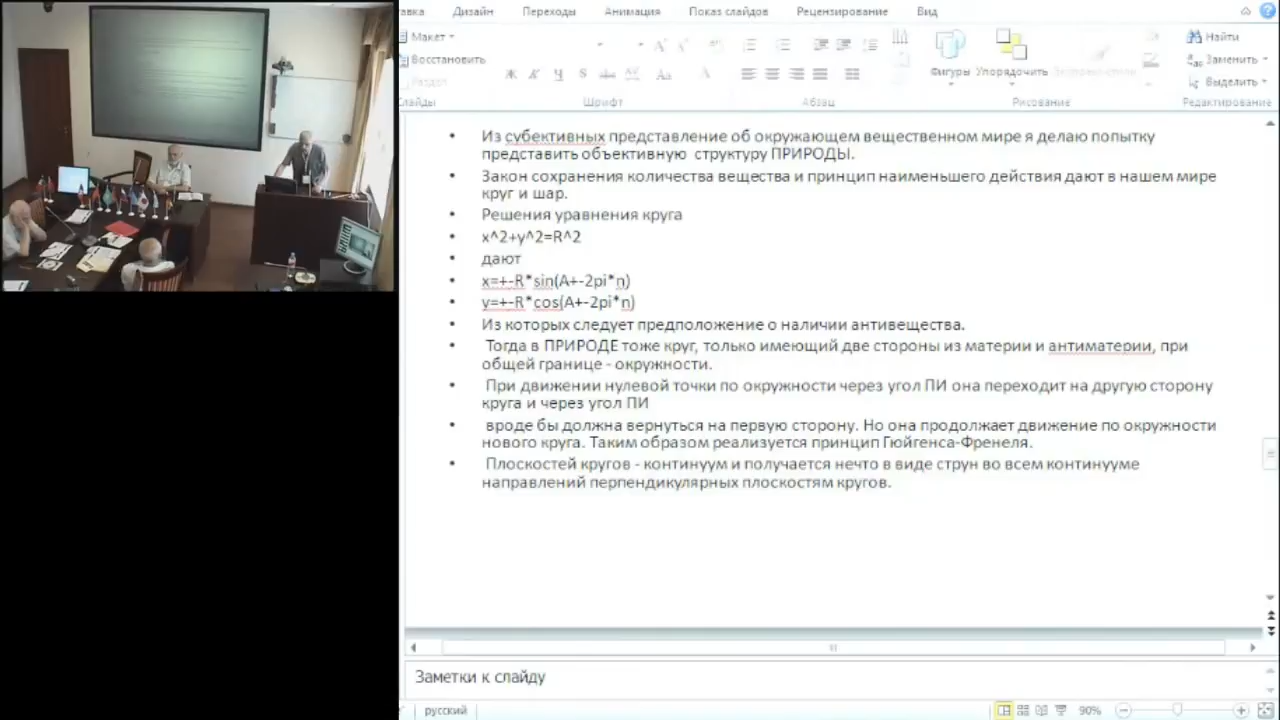 Дизайн Переходы Анимация Показ слайдов Рецензирование Вид
Макет
Восстановить
Раздел
Слайды
Шрифт
Абзац
Фигуры Упорядочить
Рисование
Найти
Заменить
Выделить
Редактирование
• Из субективных представление об окружающем вещественном мире я делаю попытку
представить объективную структуру ПРИРОДЫ.
• Закон сохранения количества вещества и принцип наименьшего действия дают в нашем мире
круг и шар.
• Решения уравнения круга
• x^2+y^2=R^2
• дают
• x=+-R*sin(A+-2pi*n)
• y=+-R*cos(A+-2pi*n)
• Из которых следует предположение о наличии антивещества.
• Тогда в ПРИРОДЕ тоже круг, только имеющий две стороны из материи и антиматерии, при
общей границе - окружности.
• При движении нулевой точки по окружности через угол ПИ она переходит на другую сторону
круга и через угол ПИ
• вроде бы должна вернуться на первую сторону. Но она продолжает движение по окружности
нового круга. Таким образом реализуется принцип Гюйгенса-Френеля.
• Плоскостей кругов - континуум и получается нечто в виде струн во всем континууме
направлений перпендикулярных плоскостям кругов.
Заметки к слайду
русский
90%